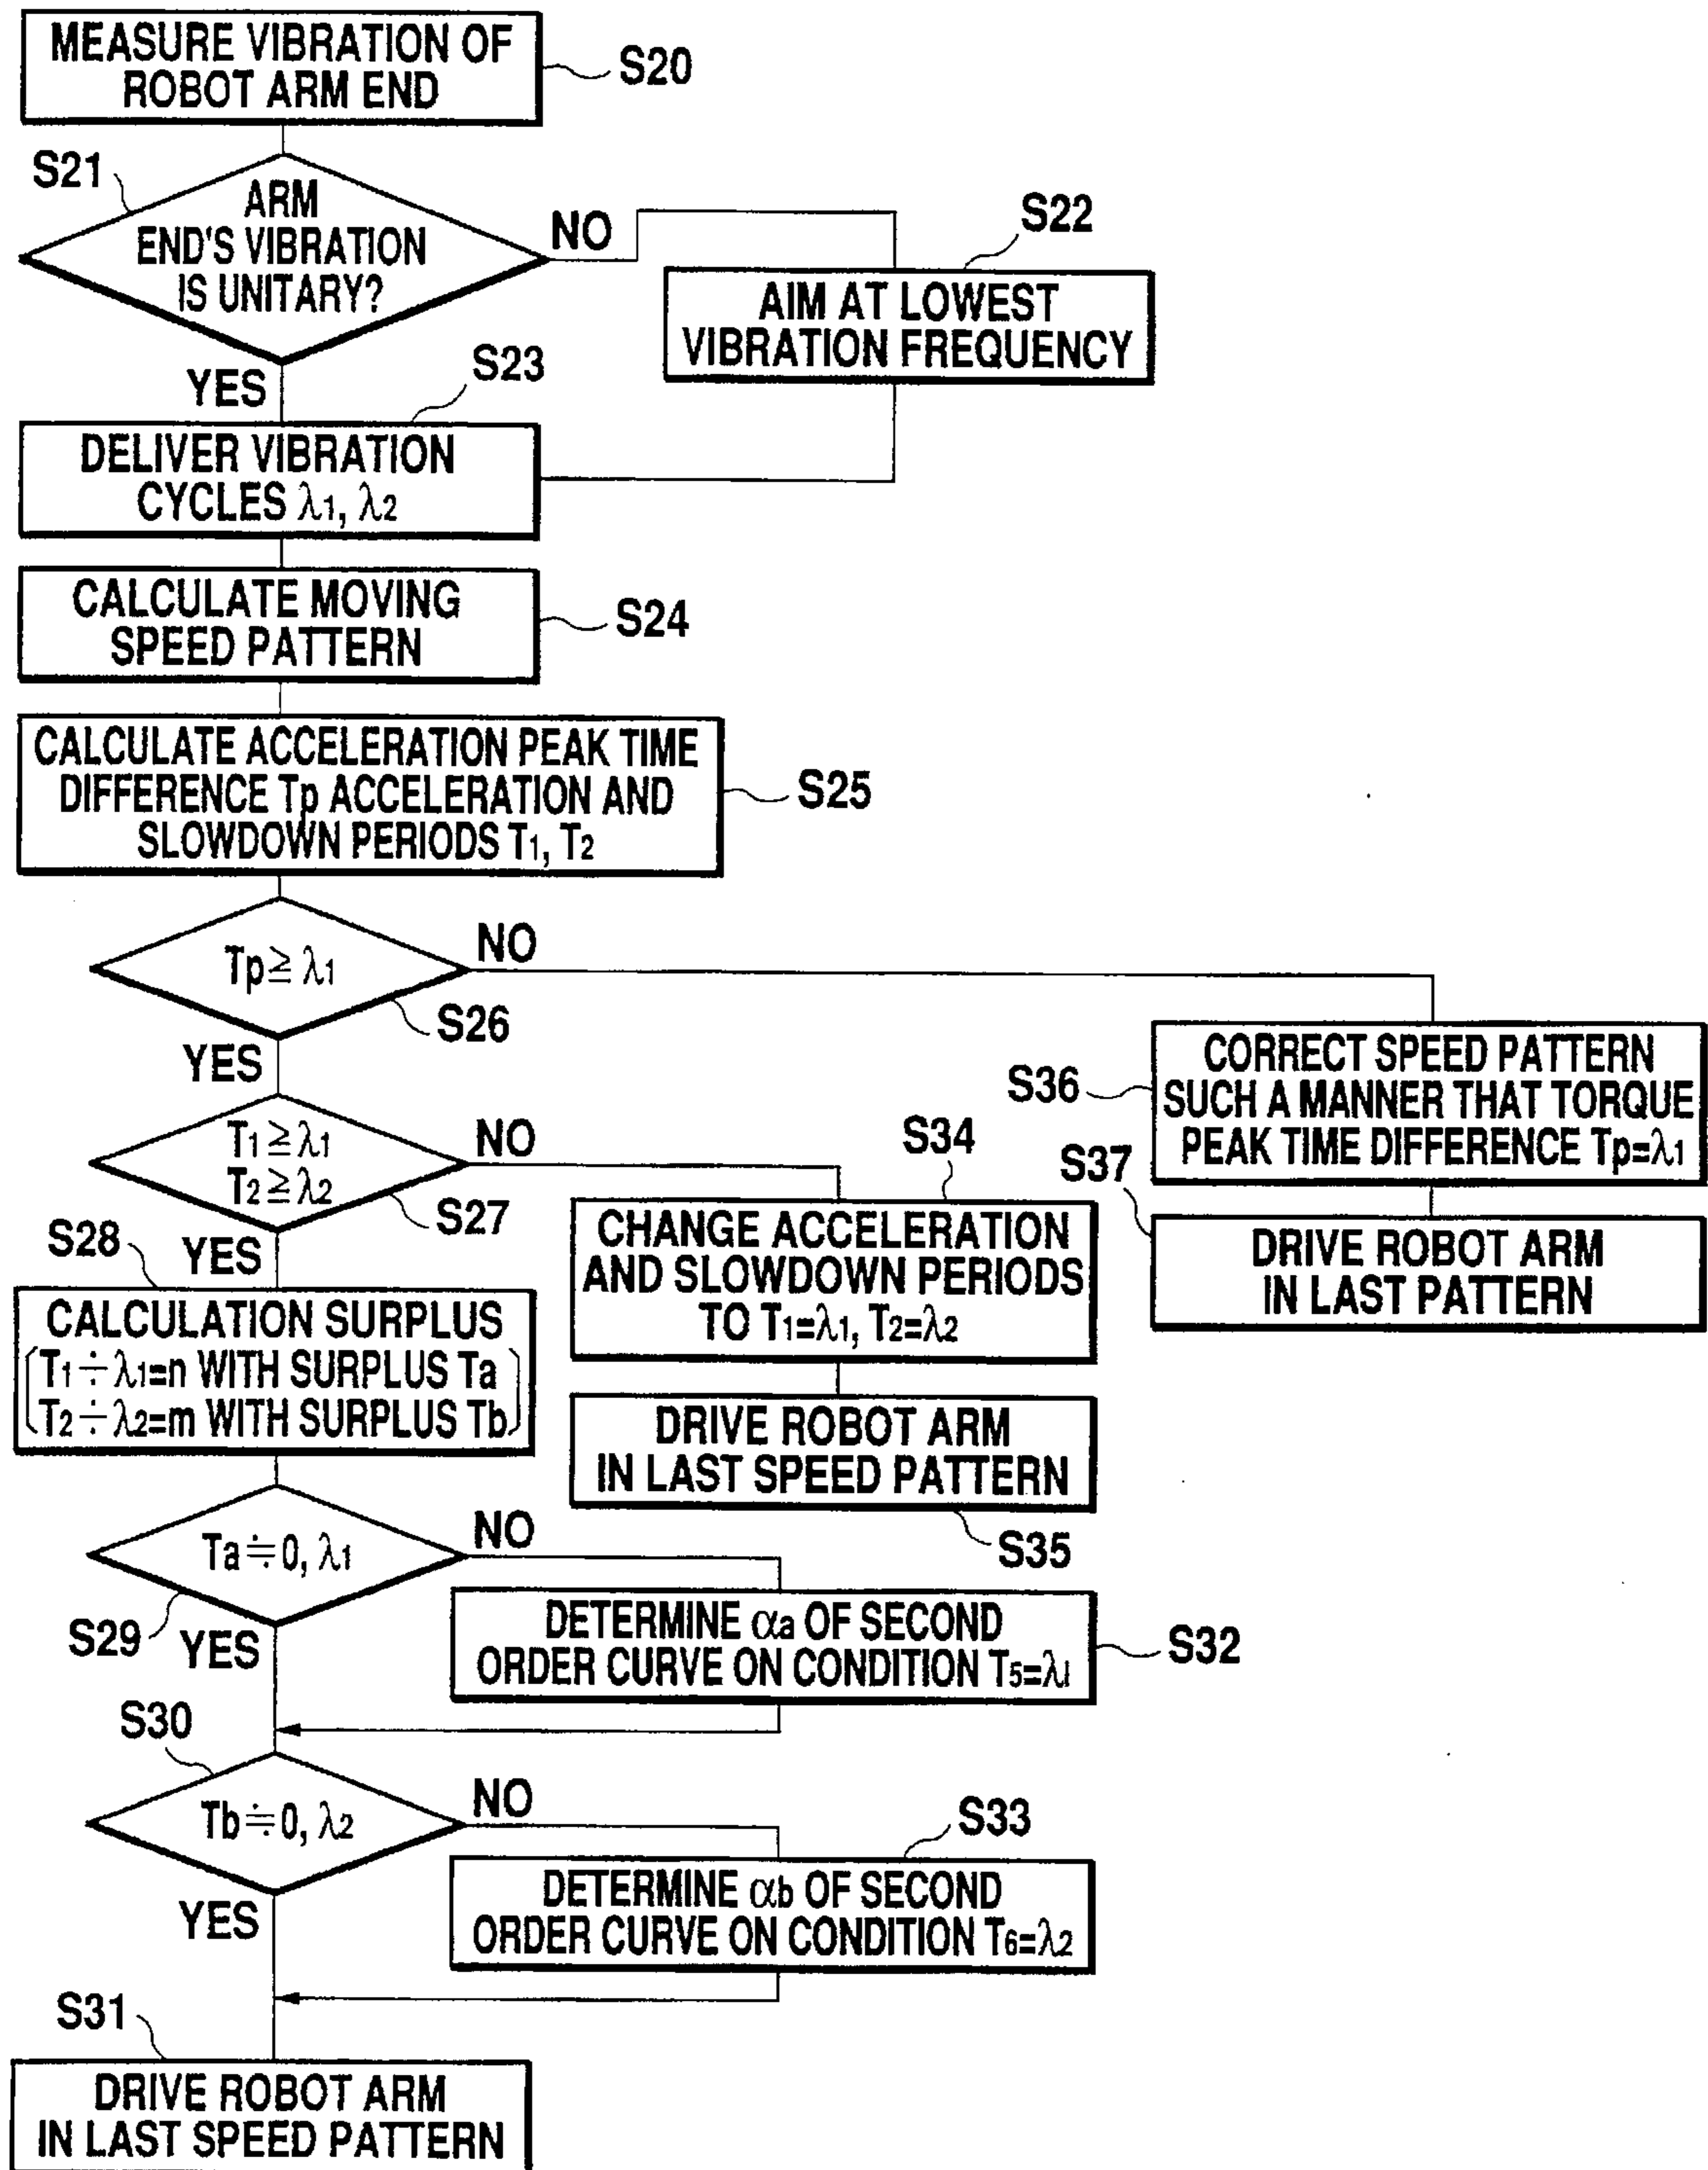 MEASURE VIBRATION OF
ROBOT ARM END
S20
S21
ARM
END'S VIBRATION
IS UNITARY?
NO
S22
AIM AT LOWEST
VIBRATION FREQUENCY
YES
S23
DELIVER VIBRATION
CYCLES λ1, λ2
CALCULATE MOVING
SPEED PATTERN
S24
CALCULATE ACCELERATION PEAK TIME
DIFFERENCE Tp ACCELERATION AND
SLOWDOWN PERIODS T1, T2
S25
Tp≧λ1
NO
S26
YES
S36
CORRECT SPEED PATTERN
SUCH A MANNER THAT TORQUE
PEAK TIME DIFFERENCE Tp=λ1
S37
DRIVE ROBOT ARM
IN LAST PATTERN
T1≧λ1
T2≧λ2
NO
S27
YES
S34
CHANGE ACCELERATION
AND SLOWDOWN PERIODS
TO T1=λ1, T2=λ2
DRIVE ROBOT ARM
IN LAST SPEED PATTERN
S35
S28
CALCULATION SURPLUS
T1÷λ1=n WITH SURPLUS Ta
T2÷λ2=m WITH SURPLUS Tb
Ta≒0, λ1
NO
S29
YES
DETERMINE αa OF SECOND
ORDER CURVE ON CONDITION T5=λl
S32
S30
Tb≒0, λ2
NO
YES
S33
DETERMINE αb OF SECOND
ORDER CURVE ON CONDITION T6=λ2
S31
DRIVE ROBOT ARM
IN LAST SPEED PATTERN